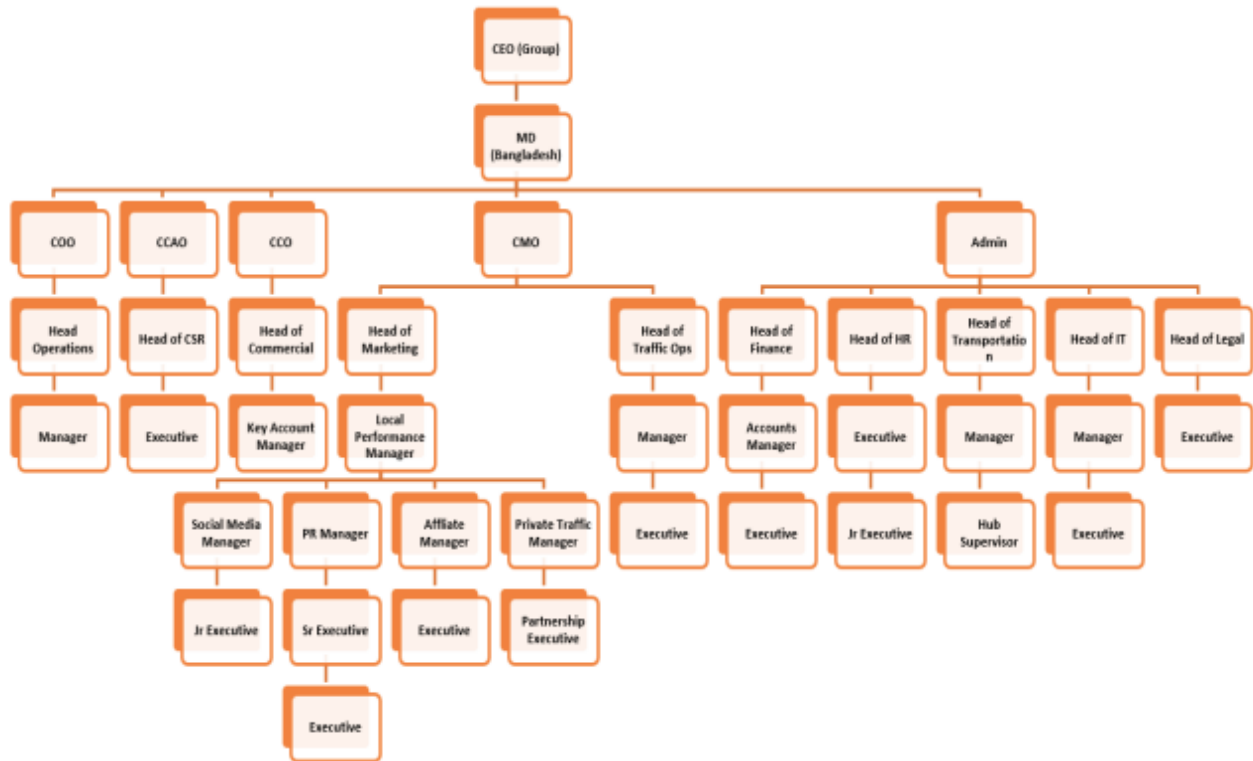 CEO (Group)
MD
(Bangladesh)
COO
CCAO
CCO
CMO
Admin
Head
Operations
Head of CSR
Head of
Commercial
Head of
Marketing
Head of
Traffic Ops
Head of
Finance
Head of HR
Head of
Transportatio
n
Head of IT
Head of Legal
Manager
Executive
Key Account
Manager
Local
Performance
Manager
Manager
Accounts
Manager
Executive
Manager
Manager
Executive
Social Media
Manager
PR Manager
Affliate
Manager
Private Traffic
Manager
Executive
Executive
Jr Executive
Hub
Supervisor
Executive
Jr Executive
Sr Executive
Executive
Partnership
Executive
Executive